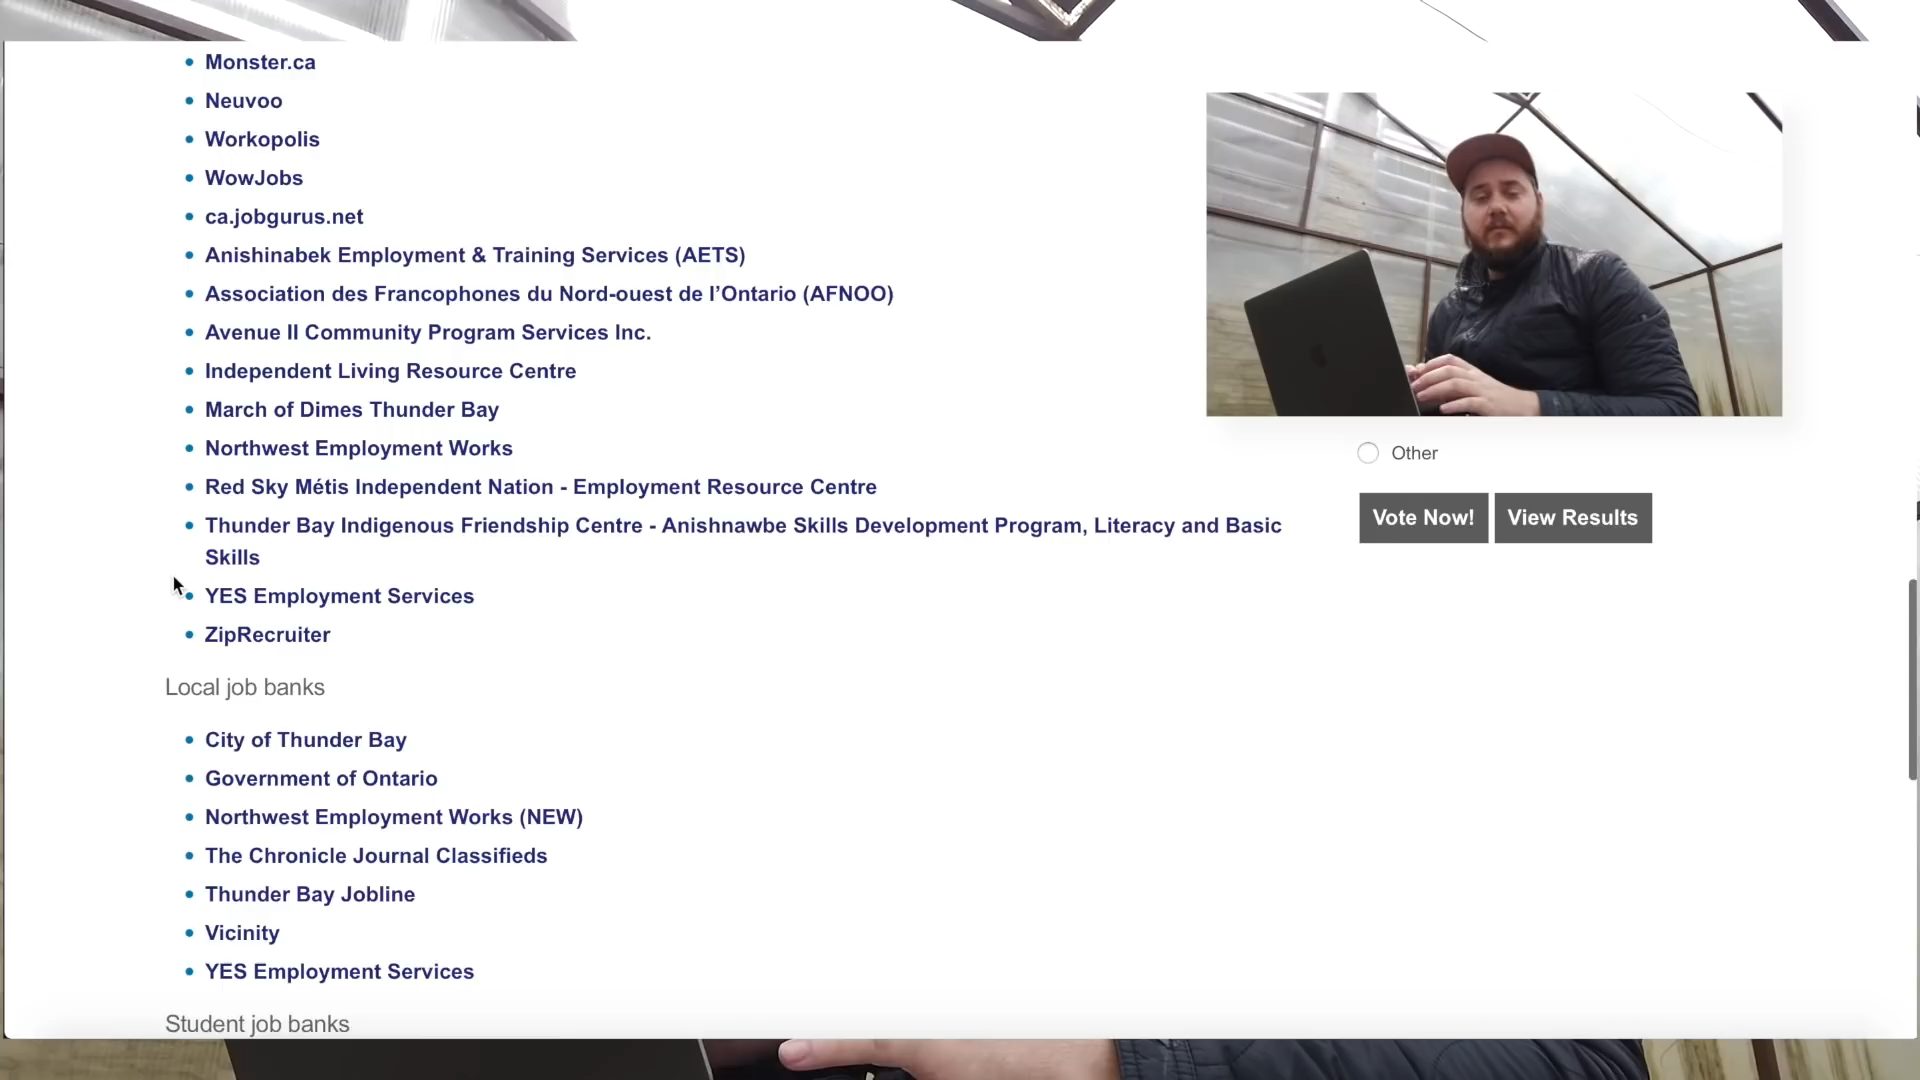 Monster.ca
Neuvoo
Workopolis
WowJobs
ca.jobgurus.net
Anishinabek Employment & Training Services (AETS)
Association des Francophones du Nord-ouest de l’Ontario (AFNOO)
Avenue II Community Program Services Inc.
Independent Living Resource Centre
March of Dimes Thunder Bay
Northwest Employment Works
Red Sky Métis Independent Nation - Employment Resource Centre
Thunder Bay Indigenous Friendship Centre - Anishnawbe Skills Development Program, Literacy and Basic
Skills
YES Employment Services
ZipRecruiter
Local job banks
City of Thunder Bay
Government of Ontario
Northwest Employment Works (NEW)
The Chronicle Journal Classifieds
Thunder Bay Jobline
Vicinity
YES Employment Services
Student job banks
Other
Vote Now!
View Results